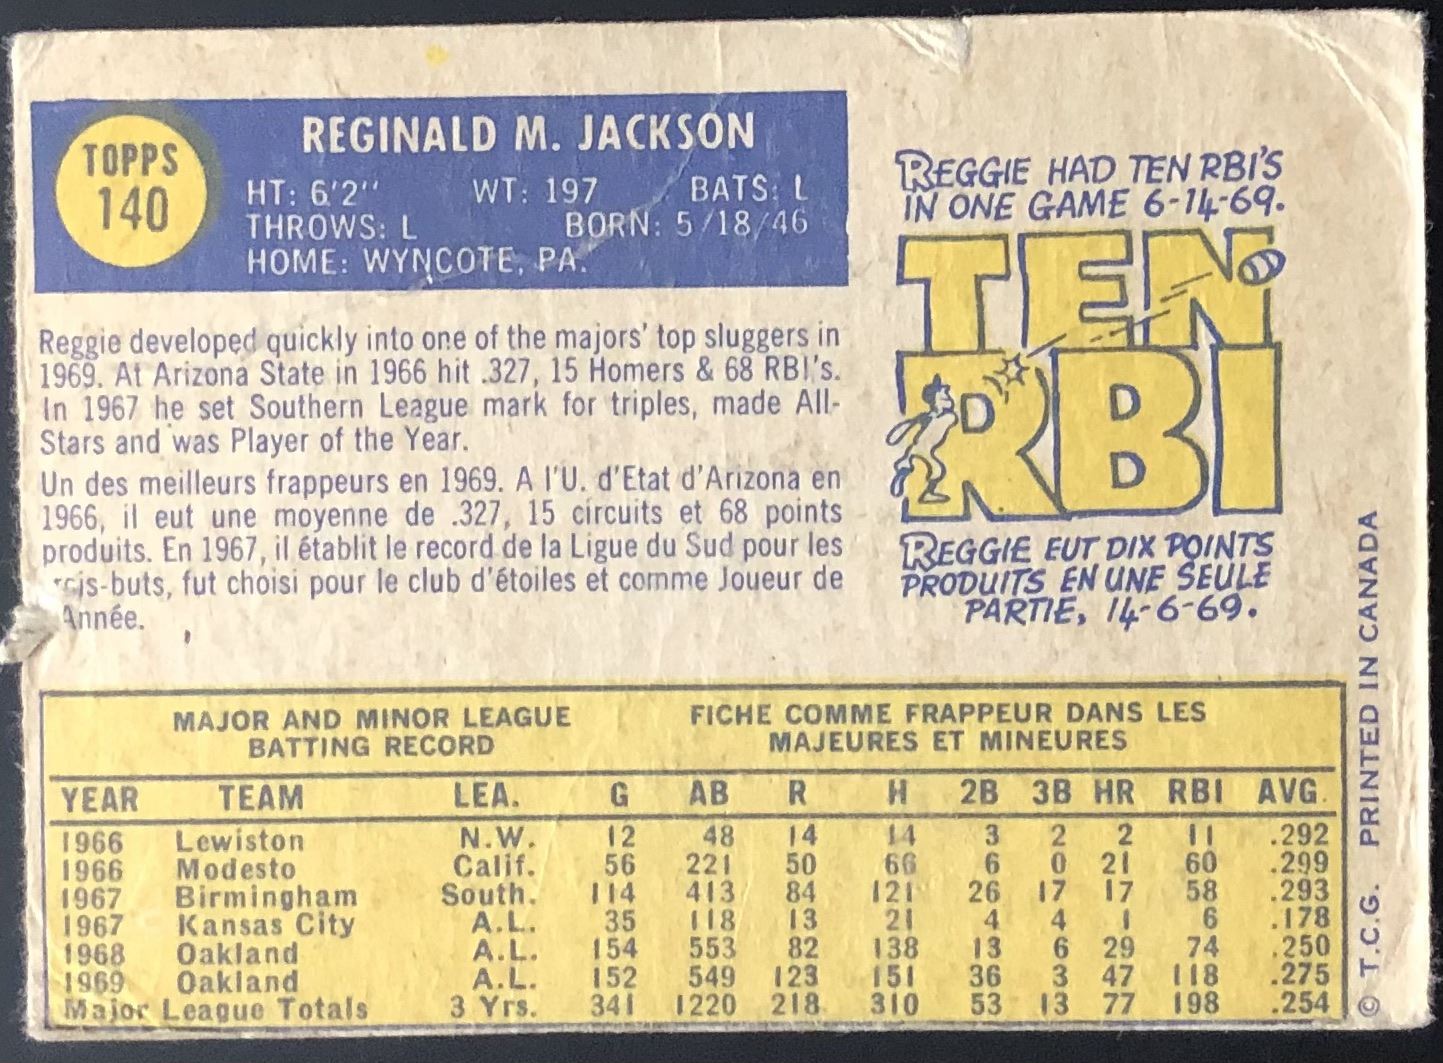 TOPPS
140
REGINALD M. JACKSON
HT: 6'2" WT: 197 BATS: L
THROWS: L BORN: 5/18/46
HOME: WYNCOTE, PA.
Reggie developed quickly into one of the majors' top sluggers in
1969. At Arizona State in 1966 hit .327, 15 Homers & 68 RBI's.
In 1967 he set Southern League mark for triples, made All-
Stars and was Player of the Year.
Un des meilleurs frappeurs en 1969. A l'U. d'Etat d'Arizona en
1966, il eut une moyenne de .327, 15 circuits et 68 points
produits. En 1967, il établit le record de la Ligue du Sud pour les
-buts, fut choisi pour le club d'étoiles et comme Joueur de
Année.
REGGIE HAD TEN RBI'S
IN ONE GAME 6-14-69.
TEN
RBI
REGGIE EUT DIX POINTS
PRODUITS EN UNE SEULE
PARTIE, 14-6-69.
MAJOR AND MINOR LEAGUE
BATTING RECORD
FICHE COMME FRAPPEUR DANS LES
MAJEURES ET MINEURES
YEAR TEAM LEA. G AB R H 2B 3B HR RBI AVG.
1966 Lewiston N.W. 12 48 14 14 3 2 2 11 .292
1966 Modesto Calif. 56 221 50 66 6 0 21 60 .299
1967 Birmingham South. 114 413 84 121 26 17 17 58 .293
1967 Kansas City A.L. 35 118 13 21 4 4 1 6 .178
1968 Oakland A.L. 154 553 82 138 13 6 29 74 .250
1969 Oakland A.L. 152 549 123 151 36 3 47 118 .275
Major League Totals 3 Yrs. 341 1220 218 310 53 13 77 198 .254
© T.C.G. PRINTED IN CANADA